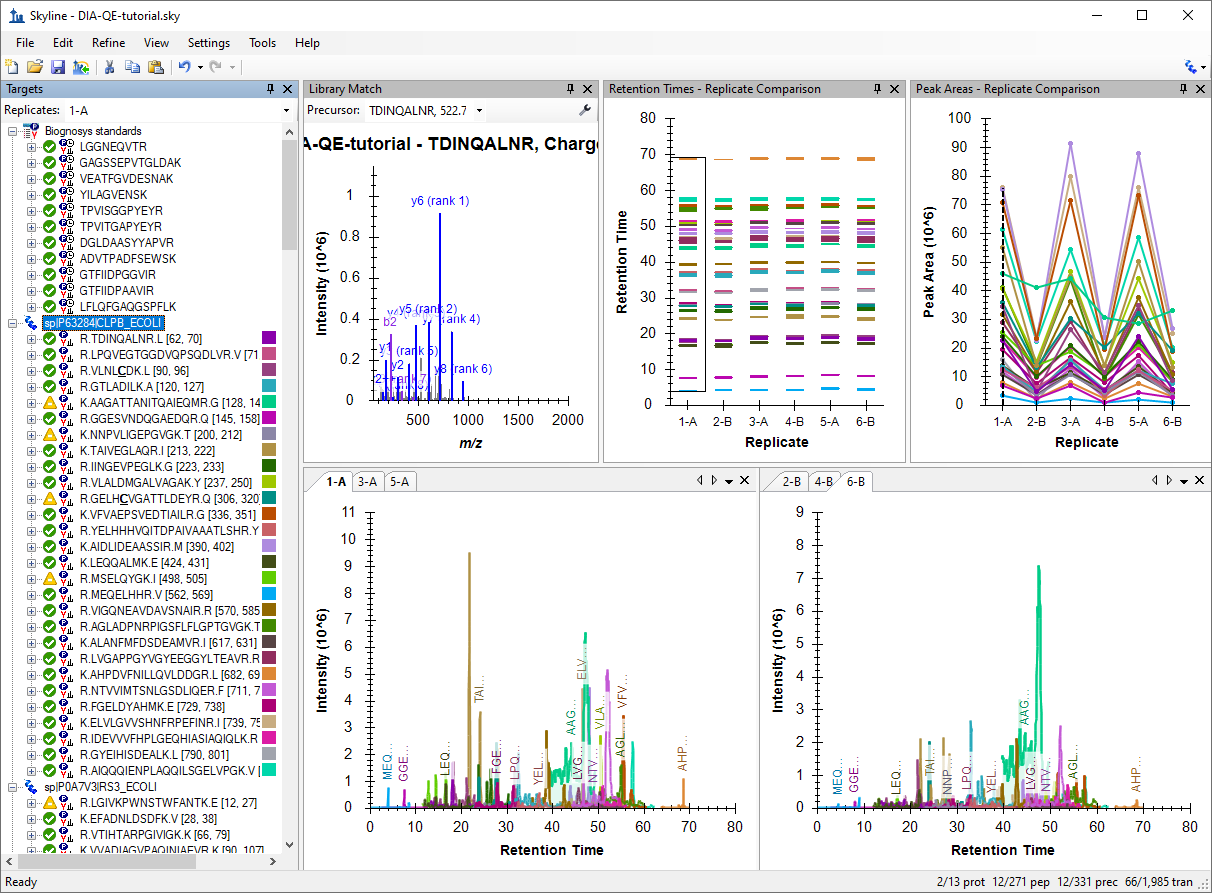 Skyline - DIA-QE-tutorial.sky
File Edit Refine View Settings Tools Help
Targets
Replicates: 1-A
Biognosys standards
LGGNEQVTR
GAGSSEPVTGLDAK
VEATFGVDESNAK
YILAGVENSK
TPVISGGPYEYR
TPVITGAPYEYR
DGLDAASYYAPVR
ADVTPADFSEWSK
GTFIIDPGGVIR
GTFIIDPAAVIR
LFLQFGAQGSPFLK
sp|P63284|CLPB_ECOLI
R.TDINQALNR.L [62, 70]
R.LPQVEGTGGDVQPSQDLVR.V [71
R.VLNLCDK.L [90, 96]
R.GTLADILK.A [120, 127]
K.AAGATTANITQAIEQMR.G [128, 14
R.GGESVNDQGAEDQR.Q [145, 158]
K.NNPVLIGEPGVGK.T [200, 212]
K.TAIVEGLAQR.I [213, 222]
R.IINGEVPEGLK.G [223, 233]
R.VLALDMGALVAGAK.Y [237, 250]
R.GELHCVGATTLDEYR.Q [306, 320]
K.VFVAEPSVEDTIAILR.G [336, 351]
R.YELHHHVQITDPAIVAAATLSHR.Y
K.AIDLIDEAASSIR.M [390, 402]
K.LEQQALMK.E [424, 431]
R.MSELQYGK.I [498, 505]
R.MEQELHHR.V [562, 569]
R.VIGQNEAVDAVSNAIR.R [570, 585
R.AGLADPNRPIGSFLFLGPTGVGK.T
K.ALANFMFDSDEAMVR.I [617, 631]
R.LVGAPPGYVGYEEGGYLTEAVR.R
K.AHPDVFNILLQVLDDGR.L [682, 69
R.NTVVIMTSNLGSDLIQER.F [711, 7
R.FGELDYAHMK.E [729, 738]
K.ELVLGVVSHNFRPEFINR.I [739, 75
R.IDEVVVFHPLGEQHIASIAQIQLK.R
R.GYEIHISDEALK.L [790, 801]
R.AIQQQIENPLAQQILSGELVPGK.V [
sp|P0A7V3|RS3_ECOLI
R.LGIVKPWNSTWFANTK.E [12, 27]
K.EFADNLDSDFK.V [28, 38]
R.VTIHTARPGIVIGK.K [66, 79]
K.VVADIAGVPAQINIAEVR.K [90, 107]
Library Match
Precursor: TDINQALNR, 522.7
A-QE-tutorial - TDINQALNR, Charge
Intensity (10^6)
1
0.8
0.6
0.4
0.2
0
y6 (rank 1)
y5 (rank 2)
b2
y1
y2
y8 (rank 6)
500 1000 1500 2000
m/z
Retention Times - Replicate Comparison
Retention Time
80
70
60
50
40
30
20
10
0
1-A 2-B 3-A 4-B 5-A 6-B
Replicate
Peak Areas - Replicate Comparison
Peak Area (10^6)
100
90
80
70
60
50
40
30
20
10
0
1-A 2-B 3-A 4-B 5-A 6-B
Replicate
1-A 3-A 5-A
Intensity (10^6)
11
10
9
8
7
6
5
4
3
2
1
0
MEQ...
GGE...
LEQ...
TAI...
FGE...
LPQ...
YEL...
AAG...
ELV...
LVG...
NTV...
VLA...
AGL...
VFV...
AHP...
0 10 20 30 40 50 60 70 80
Retention Time
2-B 4-B 6-B
Intensity (10^6)
9
8
7
6
5
4
3
2
1
0
MEQ...
GGE...
LEQ...
TAI...
NNP...
LPQ...
YEL...
AAG...
LVG...
NTV...
AGL...
AHP...
0 10 20 30 40 50 60 70 80
Retention Time
Ready
2/13 prot 12/271 pep 12/331 prec 66/1,985 tran